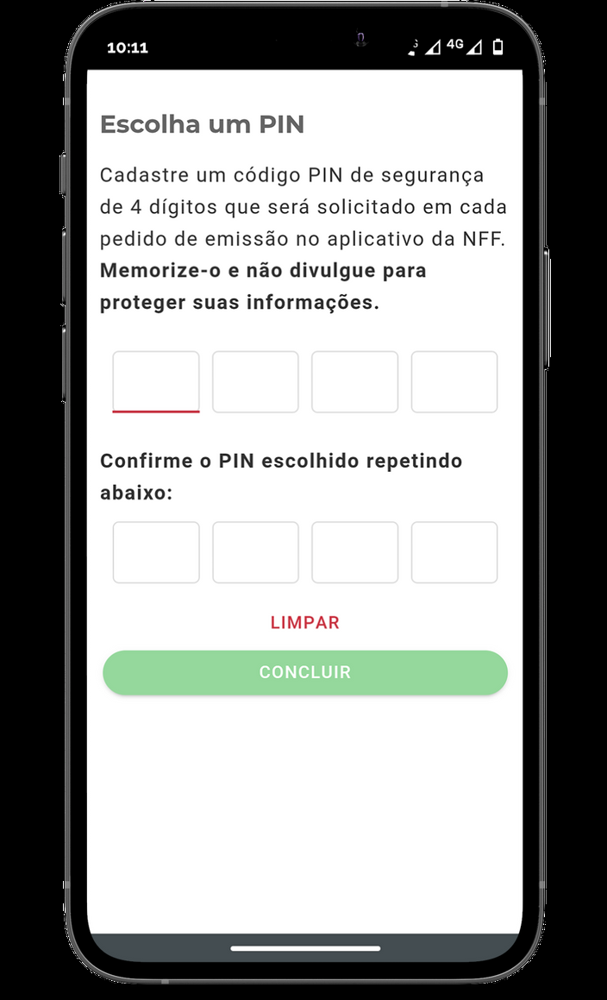 10:11
4G
Escolha um PIN
Cadastre um código PIN de segurança
de 4 dígitos que será solicitado em cada
pedido de emissão no aplicativo da NFF.
Memorize-o e não divulgue para
proteger suas informações.
Confirme o PIN escolhido repetindo
abaixo:
LIMPAR
CONCLUIR